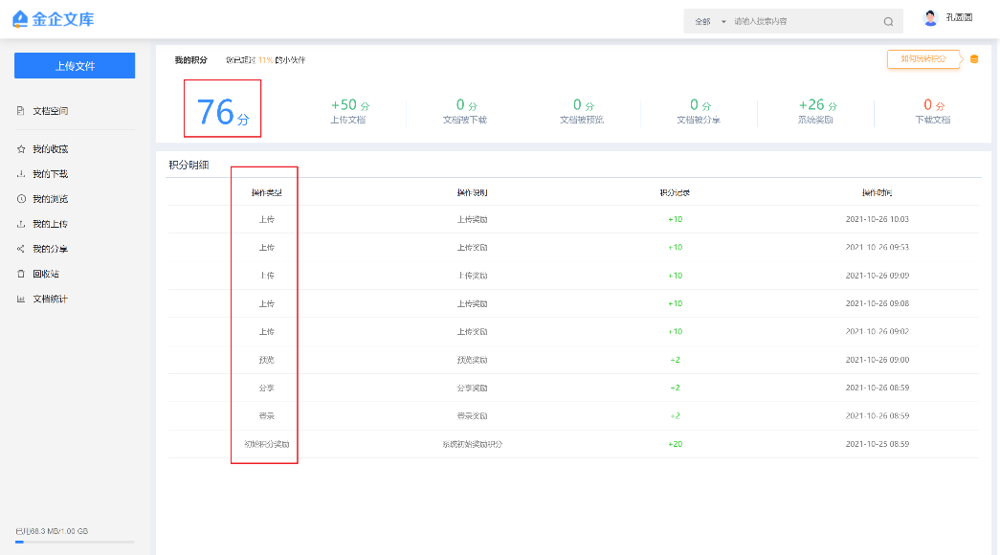 金企文库
全部 请输入搜索内容
孔圆圆
上传文件
文档空间
我的收藏
我的下载
我的浏览
我的上传
我的分享
回收站
文档统计
已用68.3 MB/1.00 GB
我的积分 您已超过 11% 的小伙伴
如何玩转积分
76分
+50 分
上传文档
0 分
文档被下载
0 分
文档被预览
0 分
文档被分享
+26 分
系统奖励
0 分
下载文档
积分明细
操作类型 操作说明 积分记录 操作时间
上传 上传奖励 +10 2021-10-26 10:03
上传 上传奖励 +10 2021-10-26 09:53
上传 上传奖励 +10 2021-10-26 09:09
上传 上传奖励 +10 2021-10-26 09:08
上传 上传奖励 +10 2021-10-26 09:02
预览 预览奖励 +2 2021-10-26 09:00
分享 分享奖励 +2 2021-10-26 08:59
登录 登录奖励 +2 2021-10-26 08:59
初始积分奖励 系统初始奖励积分 +20 2021-10-25 08:59